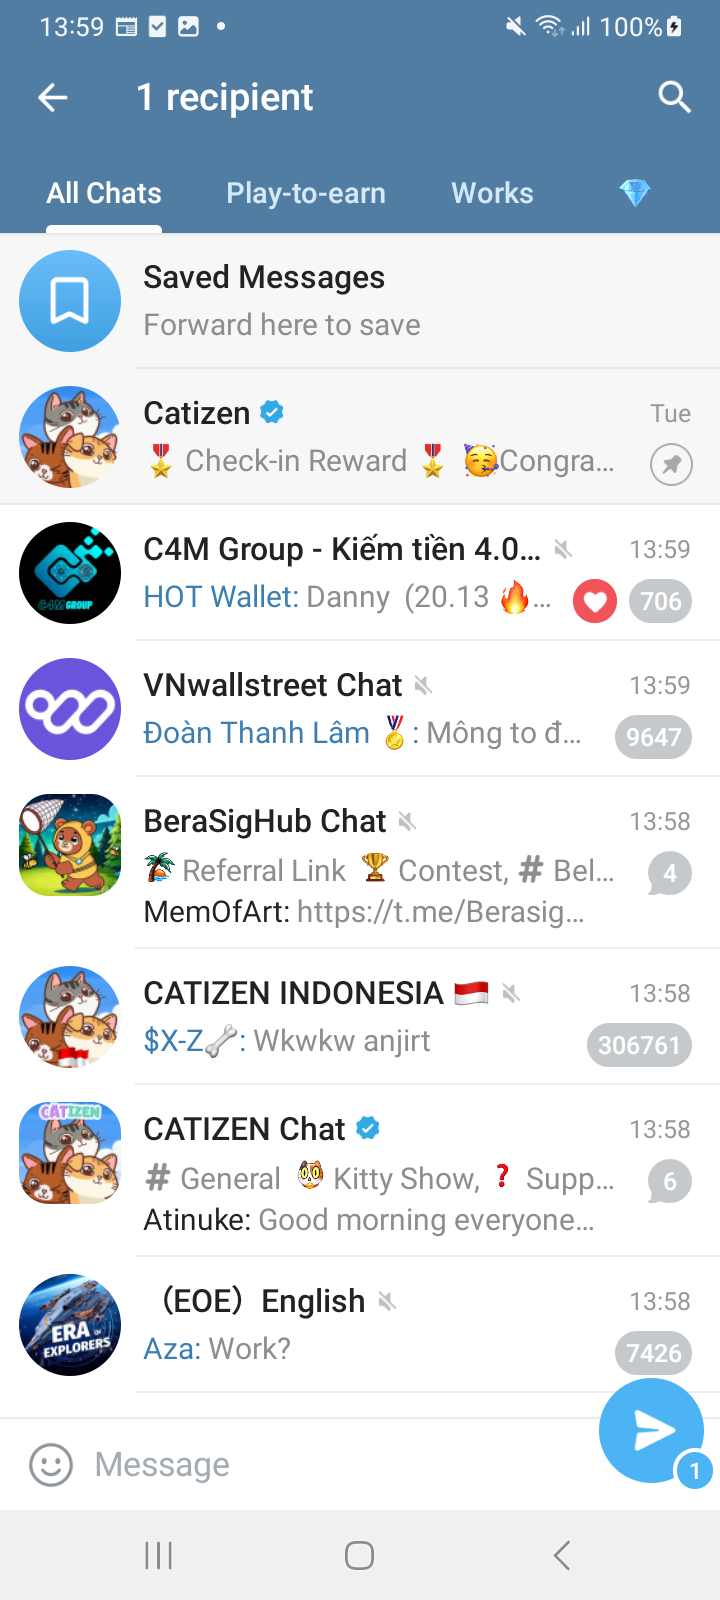 13:59 100%
1 recipient
All Chats Play-to-earn Works
Saved Messages
Forward here to save
Catizen Tue
🎖 Check-in Reward 🎖 🥳Congra...
C4M Group - Kiếm tiền 4.0... 13:59
HOT Wallet: Danny (20.13 🔥... 706
C4M GROUP
VNwallstreet Chat 13:59
Đoàn Thanh Lâm 🏅: Mông to đ... 9647
BeraSigHub Chat 13:58
🏝 Referral Link 🏆 Contest, # Bel... 4
MemOfArt: https://t.me/Berasig...
CATIZEN INDONESIA 🇮🇩 13:58
$X-Z🦴: Wkwkw anjirt 306761
CATIZEN
CATIZEN Chat 13:58
# General 🐱 Kitty Show, ❓ Supp... 6
Atinuke: Good morning everyone...
（EOE）English 13:58
ERA OF
EXPLORERS
Aza: Work? 7426
Message
1